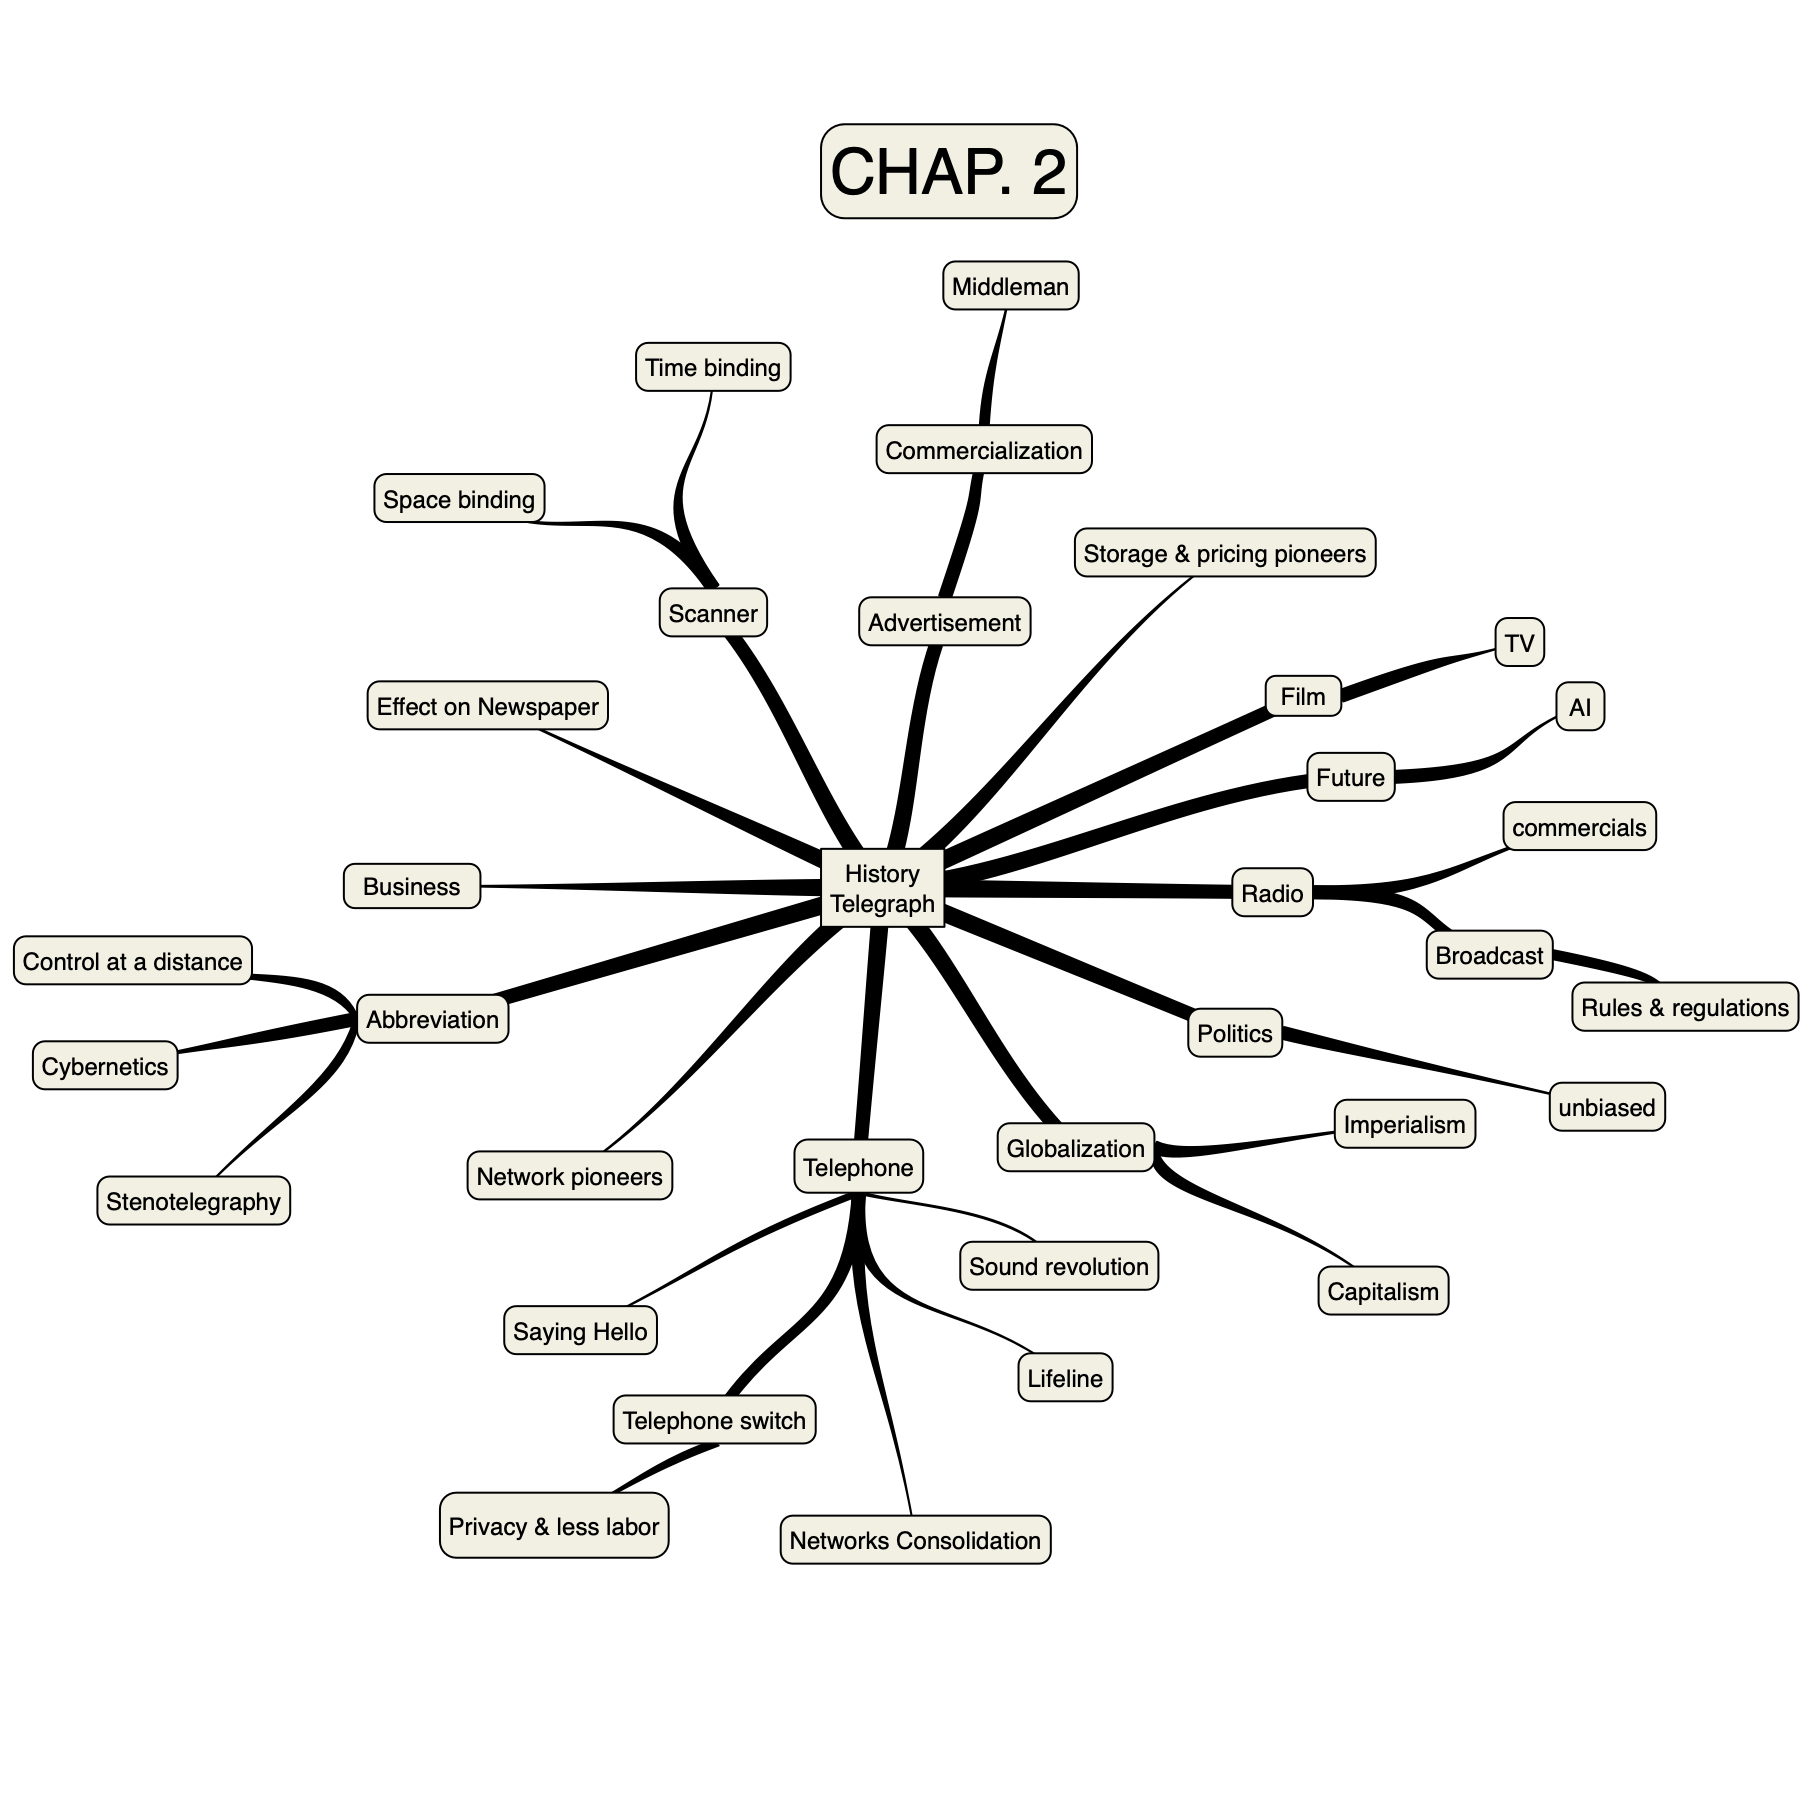 CHAP. 2
Middleman
Time binding
Commercialization
Space binding
Storage & pricing pioneers
Scanner
Advertisement
TV
Film
AI
Effect on Newspaper
Future
commercials
History
Telegraph
Business
Radio
Broadcast
Control at a distance
Rules & regulations
Abbreviation
Politics
Cybernetics
unbiased
Imperialism
Globalization
Telephone
Network pioneers
Stenotelegraphy
Sound revolution
Capitalism
Saying Hello
Lifeline
Telephone switch
Privacy & less labor
Networks Consolidation